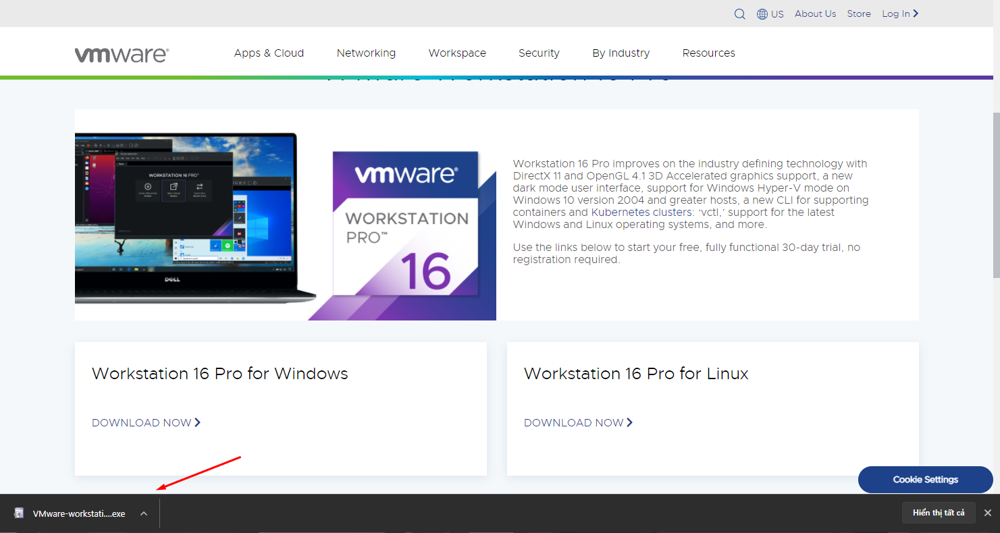 US About Us Store Log In
vmware®
Apps & Cloud Networking Workspace Security By Industry Resources
WORKSTATION 16 PRO™
DELL
vmware®
WORKSTATION
PRO™
16
Workstation 16 Pro improves on the industry defining technology with
DirectX 11 and OpenGL 4.1 3D Accelerated graphics support, a new
dark mode user interface, support for Windows Hyper-V mode on
Windows 10 version 2004 and greater hosts, a new CLI for supporting
containers and Kubernetes clusters: ‘vctl,’ support for the latest
Windows and Linux operating systems, and more.
Use the links below to start your free, fully functional 30-day trial, no
registration required.
Workstation 16 Pro for Windows
DOWNLOAD NOW
Workstation 16 Pro for Linux
DOWNLOAD NOW
Cookie Settings
VMware-workstati....exe
Hiển thị tất cả